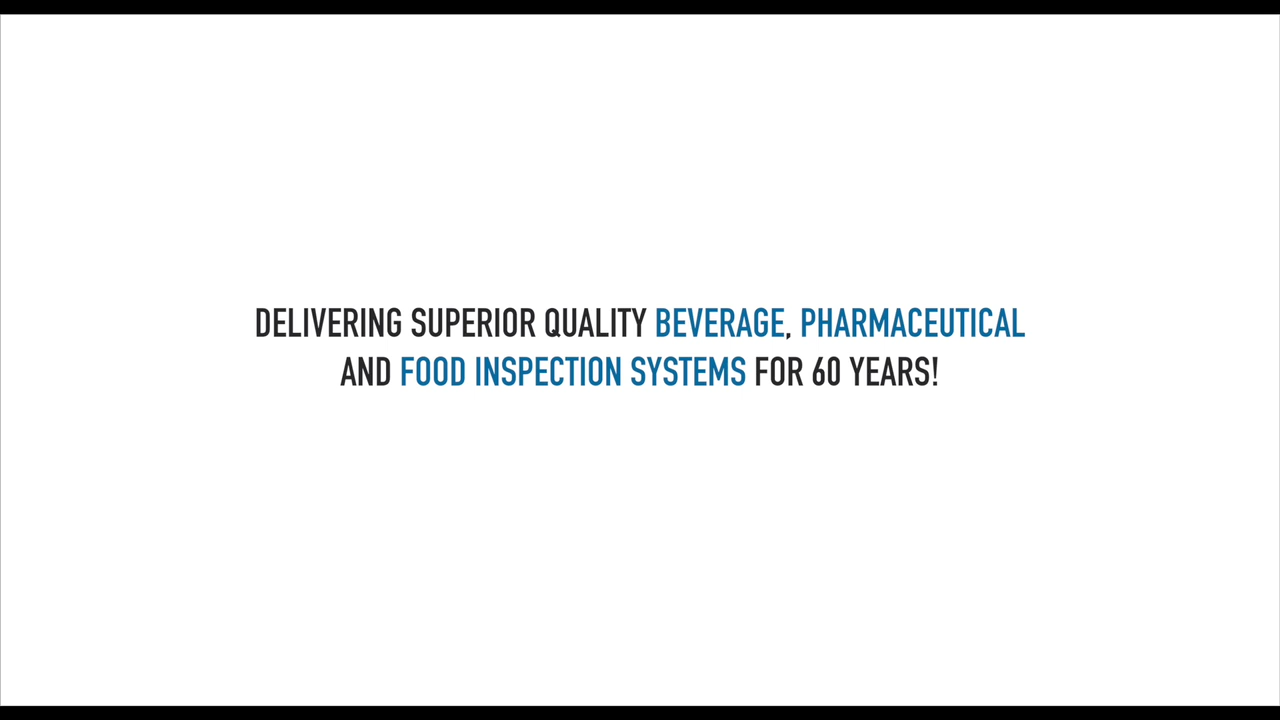 DELIVERING SUPERIOR QUALITY BEVERAGE, PHARMACEUTICAL
AND FOOD INSPECTION SYSTEMS FOR 60 YEARS!